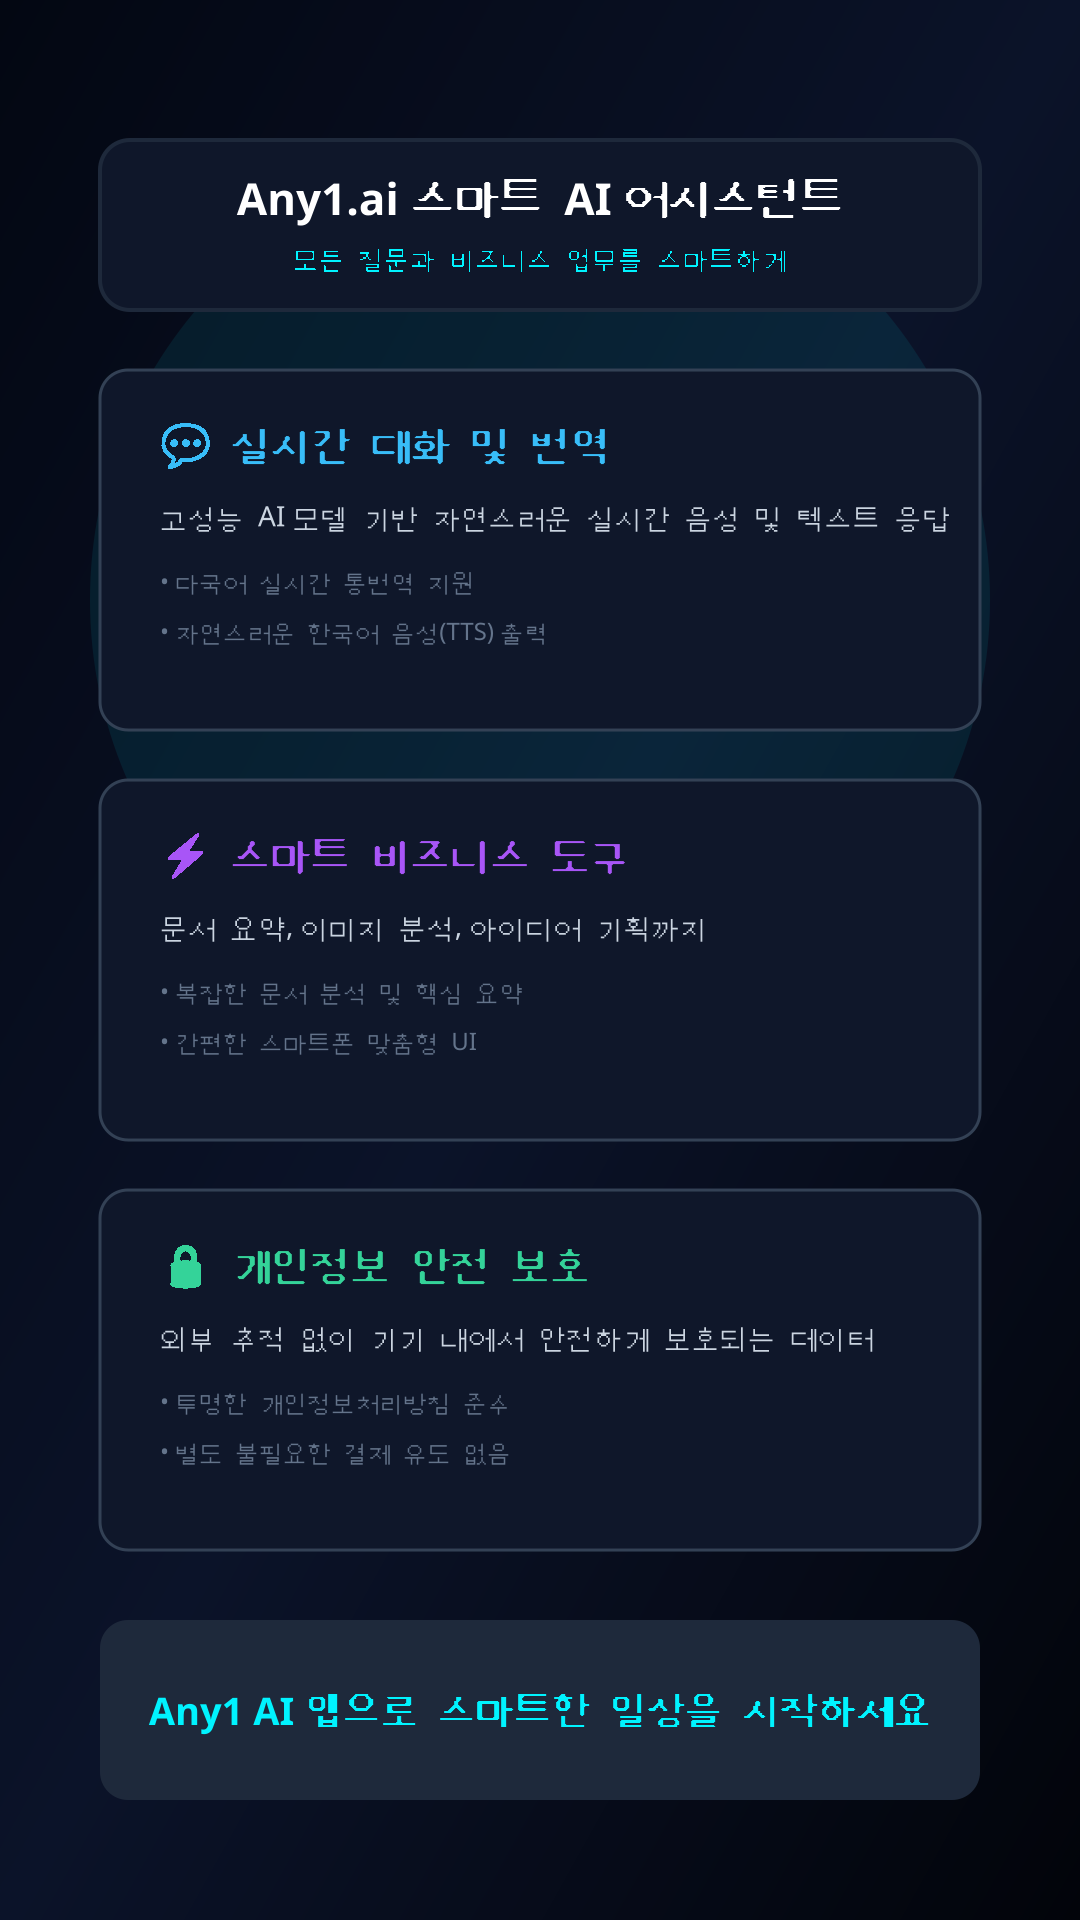 Any1.ai 스마트 AI 어시스턴트
모든 질문과 비즈니스 업무를 스마트하게
실시간 대화 및 번역
고성능 AI 모델 기반 자연스러운 실시간 음성 및 텍스트 응답
• 다국어 실시간 통번역 지원
• 자연스러운 한국어 음성(TTS) 출력
스마트 비즈니스 도구
문서 요약, 이미지 분석, 아이디어 기획까지
• 복잡한 문서 분석 및 핵심 요약
• 간편한 스마트폰 맞춤형 UI
개인정보 안전 보호
외부 추적 없이 기기 내에서 안전하게 보호되는 데이터
• 투명한 개인정보처리방침 준수
• 별도 불필요한 결제 유도 없음
Any1 AI 앱으로 스마트한 일상을 시작하세요